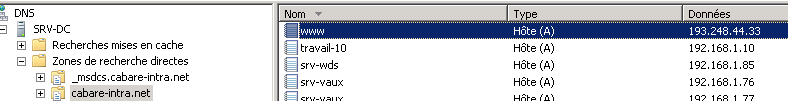 DNS
SRV-DC
Recherches mises en cache
Zones de recherche directes
_msdcs.cabare-intra.net
cabare-intra.net
Nom Type Données
www Hôte (A) 193.248.44.33
travail-10 Hôte (A) 192.168.1.10
srv-wds Hôte (A) 192.168.1.85
srv-vaux Hôte (A) 192.168.1.76
srv-vaux Hôte (A) 192.168.1.77